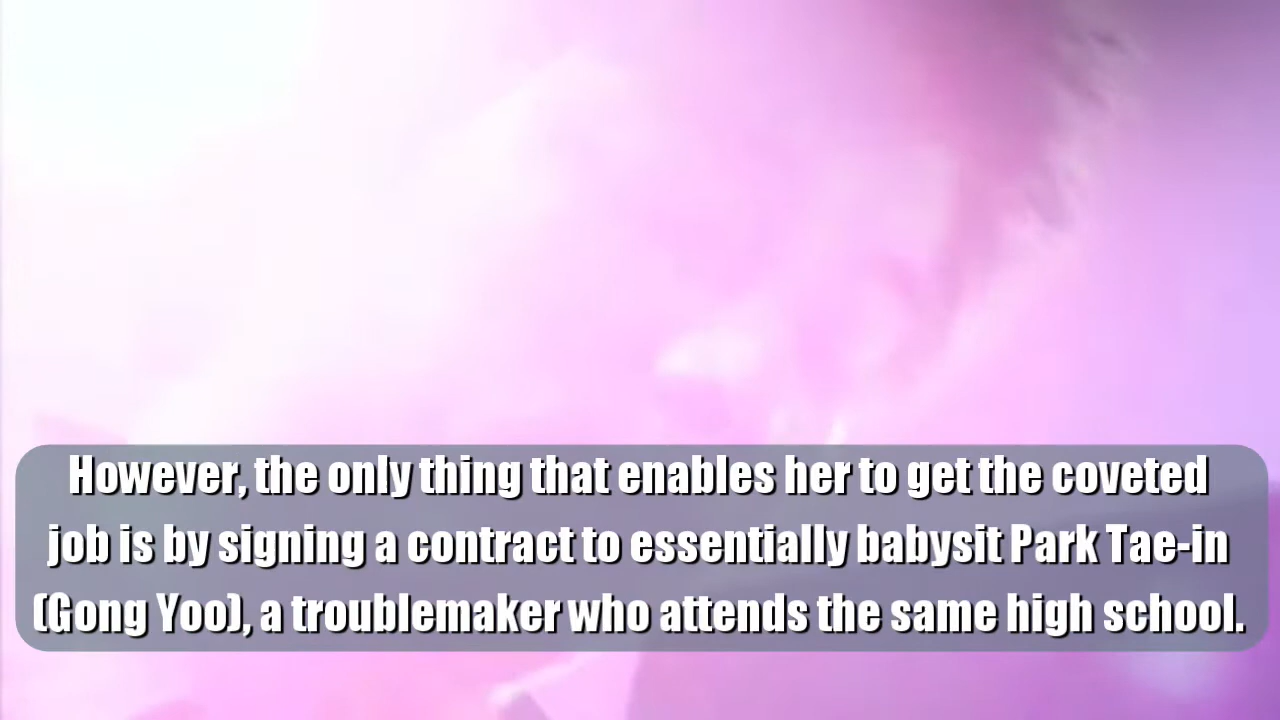 However, the only thing that enables her to get the coveted
job is by signing a contract to essentially babysit Park Tae-in
(Gong Yoo), a troublemaker who attends the same high school.